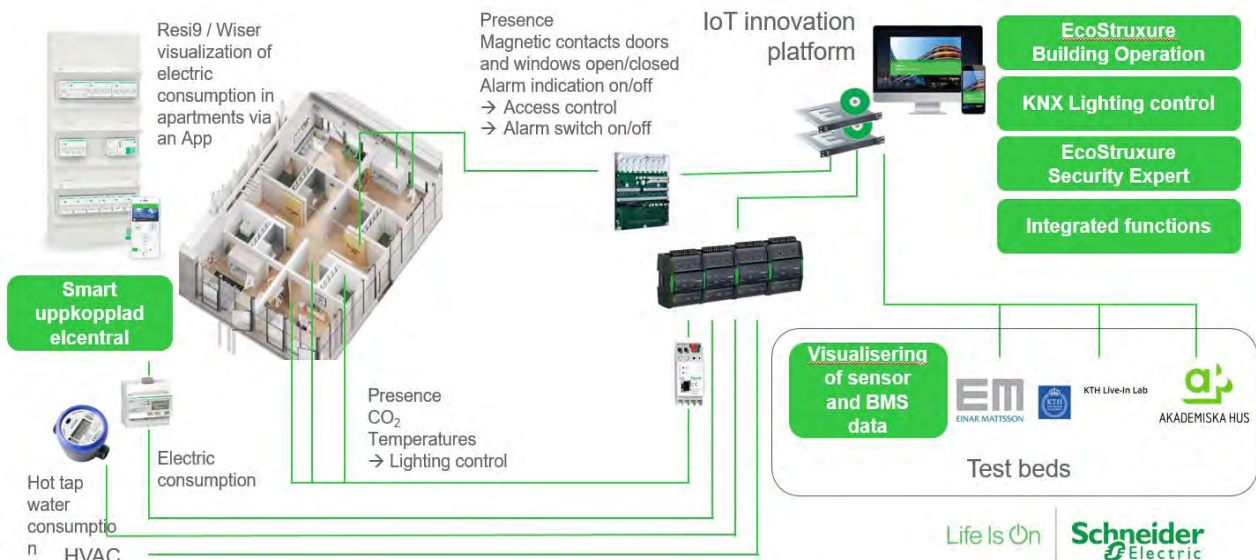 Resi9 / Wiser
visualization of
electric
consumption in
apartments via
an App
Presence
Magnetic contacts doors
and windows open/closed
Alarm indication on/off
→ Access control
→ Alarm switch on/off
IoT innovation
platform
EcoStruxure
Building Operation
KNX Lighting control
EcoStruxure
Security Expert
Integrated functions
Smart
uppkopplad
elcentral
Presence
CO₂
Temperatures
→ Lighting control
Electric
consumption
Hot tap
water
consumptio
n
HVAC
Visualisering
of sensor
and BMS
data
EM
EINAR MATTSSON
KTH
KTH Live-In Lab
AKADEMISKA HUS
Test beds
Life Is On
Schneider
Electric